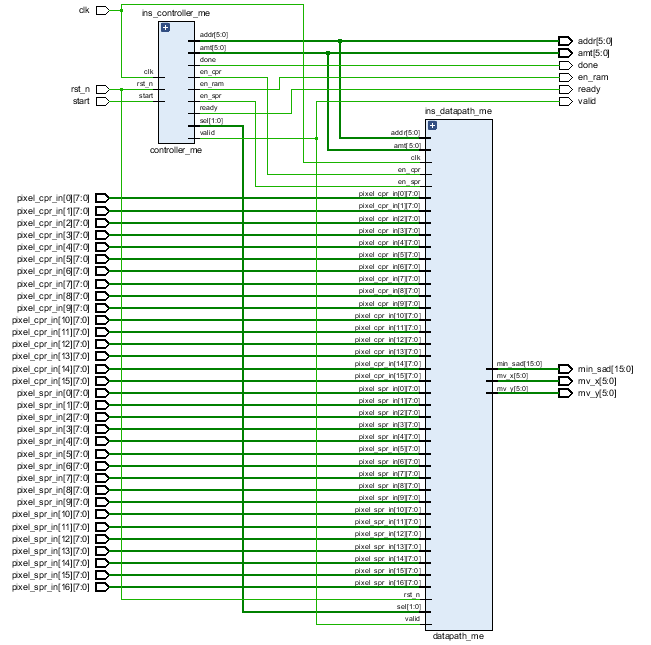 clk
rst_n
start
ins_controller_me
clk
rst_n
start
addr[5:0]
amt[5:0]
done
en_cpr
en_ram
en_spr
ready
sel[1:0]
valid
controller_me
addr[5:0]
amt[5:0]
done
en_ram
ready
valid
pixel_cpr_in[0][7:0]
pixel_cpr_in[1][7:0]
pixel_cpr_in[2][7:0]
pixel_cpr_in[3][7:0]
pixel_cpr_in[4][7:0]
pixel_cpr_in[5][7:0]
pixel_cpr_in[6][7:0]
pixel_cpr_in[7][7:0]
pixel_cpr_in[8][7:0]
pixel_cpr_in[9][7:0]
pixel_cpr_in[10][7:0]
pixel_cpr_in[11][7:0]
pixel_cpr_in[12][7:0]
pixel_cpr_in[13][7:0]
pixel_cpr_in[14][7:0]
pixel_cpr_in[15][7:0]
pixel_spr_in[0][7:0]
pixel_spr_in[1][7:0]
pixel_spr_in[2][7:0]
pixel_spr_in[3][7:0]
pixel_spr_in[4][7:0]
pixel_spr_in[5][7:0]
pixel_spr_in[6][7:0]
pixel_spr_in[7][7:0]
pixel_spr_in[8][7:0]
pixel_spr_in[9][7:0]
pixel_spr_in[10][7:0]
pixel_spr_in[11][7:0]
pixel_spr_in[12][7:0]
pixel_spr_in[13][7:0]
pixel_spr_in[14][7:0]
pixel_spr_in[15][7:0]
pixel_spr_in[16][7:0]
ins_datapath_me
addr[5:0]
amt[5:0]
clk
en_cpr
en_spr
pixel_cpr_in[0][7:0]
pixel_cpr_in[1][7:0]
pixel_cpr_in[2][7:0]
pixel_cpr_in[3][7:0]
pixel_cpr_in[4][7:0]
pixel_cpr_in[5][7:0]
pixel_cpr_in[6][7:0]
pixel_cpr_in[7][7:0]
pixel_cpr_in[8][7:0]
pixel_cpr_in[9][7:0]
pixel_cpr_in[10][7:0]
pixel_cpr_in[11][7:0]
pixel_cpr_in[12][7:0]
pixel_cpr_in[13][7:0]
pixel_cpr_in[14][7:0]
pixel_cpr_in[15][7:0]
pixel_spr_in[0][7:0]
pixel_spr_in[1][7:0]
pixel_spr_in[2][7:0]
pixel_spr_in[3][7:0]
pixel_spr_in[4][7:0]
pixel_spr_in[5][7:0]
pixel_spr_in[6][7:0]
pixel_spr_in[7][7:0]
pixel_spr_in[8][7:0]
pixel_spr_in[9][7:0]
pixel_spr_in[10][7:0]
pixel_spr_in[11][7:0]
pixel_spr_in[12][7:0]
pixel_spr_in[13][7:0]
pixel_spr_in[14][7:0]
pixel_spr_in[15][7:0]
pixel_spr_in[16][7:0]
rst_n
sel[1:0]
valid
min_sad[15:0]
mv_x[5:0]
mv_y[5:0]
datapath_me
min_sad[15:0]
mv_x[5:0]
mv_y[5:0]